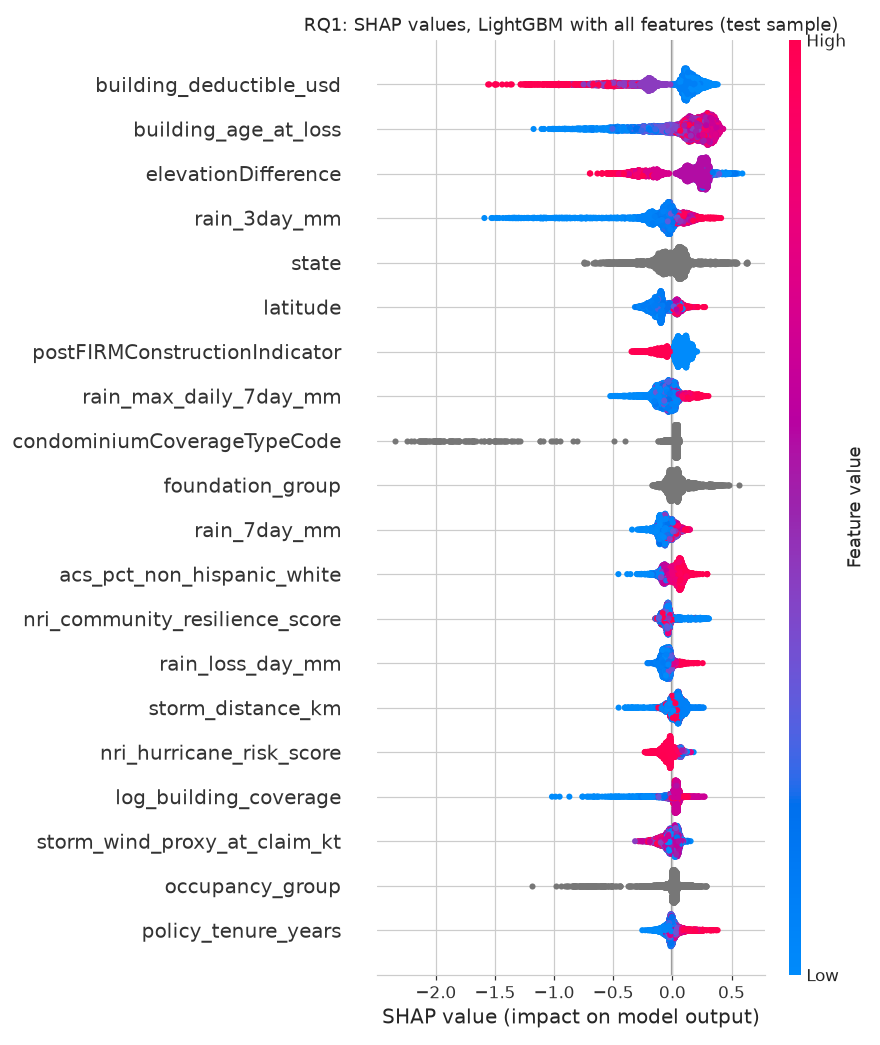 RQ1: SHAP values, LightGBM with all features (test sample)
High
building_deductible_usd
building_age_at_loss
elevationDifference
rain_3day_mm
state
latitude
postFIRMConstructionIndicator
rain_max_daily_7day_mm
condominiumCoverageTypeCode
foundation_group
rain_7day_mm
acs_pct_non_hispanic_white
nri_community_resilience_score
rain_loss_day_mm
storm_distance_km
nri_hurricane_risk_score
log_building_coverage
storm_wind_proxy_at_claim_kt
occupancy_group
policy_tenure_years
Feature value
Low
−2.0 −1.5 −1.0 −0.5 0.0 0.5
SHAP value (impact on model output)